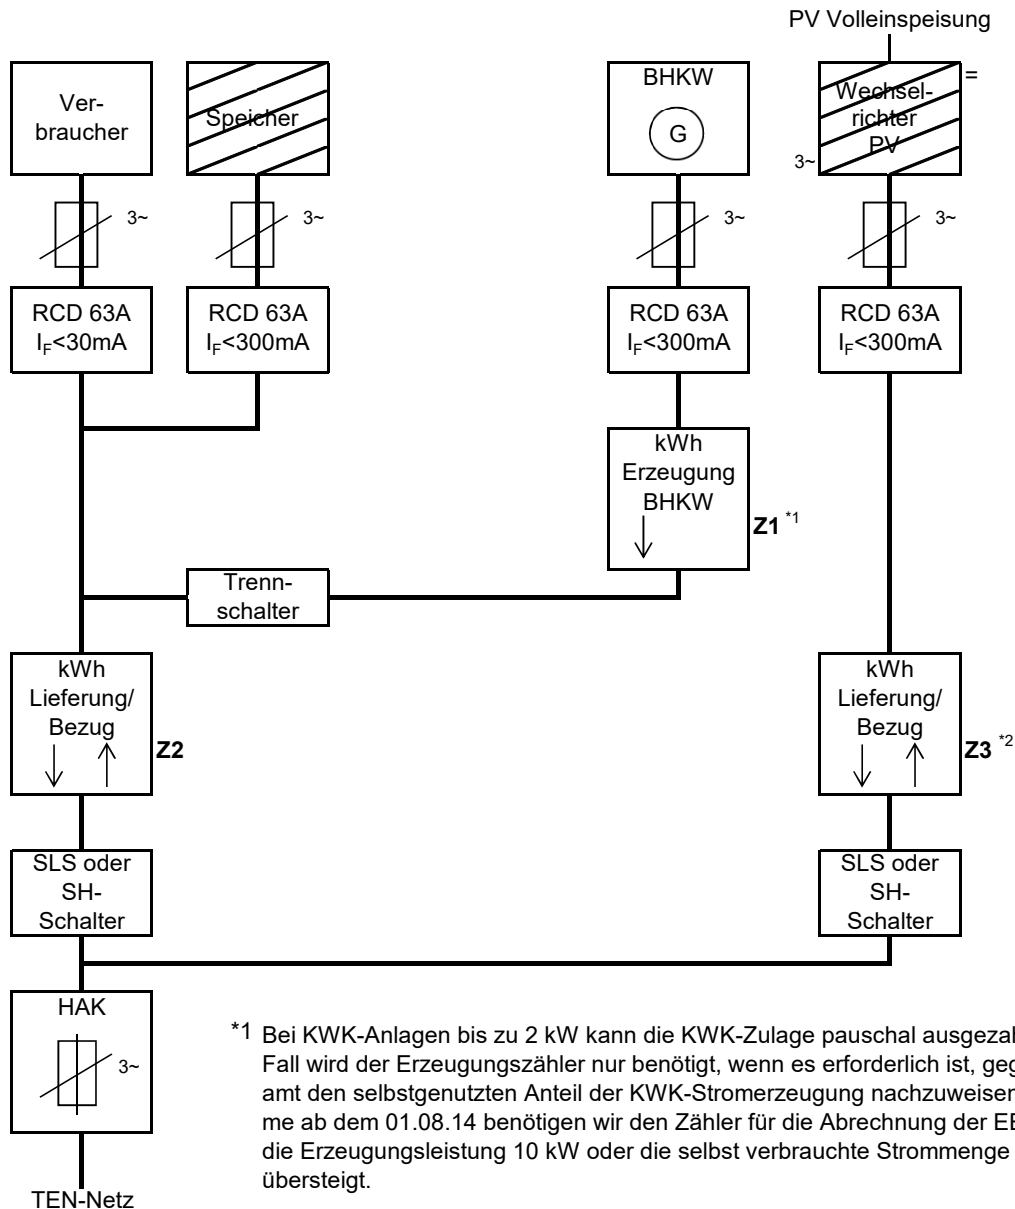 PV Volleinspeisung
Ver-
braucher
Speicher
BHKW
G
Wechsel-
richter
PV
=
3~
3~
3~
3~
3~
RCD 63A
IF<30mA
RCD 63A
IF<300mA
RCD 63A
IF<300mA
RCD 63A
IF<300mA
kWh
Erzeugung
BHKW
Z1 *1
Trenn-
schalter
kWh
Lieferung/
Bezug
Z2
kWh
Lieferung/
Bezug
Z3 *2
SLS oder
SH-
Schalter
SLS oder
SH-
Schalter
HAK
3~
TEN-Netz
*1 Bei KWK-Anlagen bis zu 2 kW kann die KWK-Zulage pauschal ausgezah
Fall wird der Erzeugungszähler nur benötigt, wenn es erforderlich ist, geg
amt den selbstgenutzten Anteil der KWK-Stromerzeugung nachzuweisen
me ab dem 01.08.14 benötigen wir den Zähler für die Abrechnung der EE
die Erzeugungsleistung 10 kW oder die selbst verbrauchte Strommenge
übersteigt.